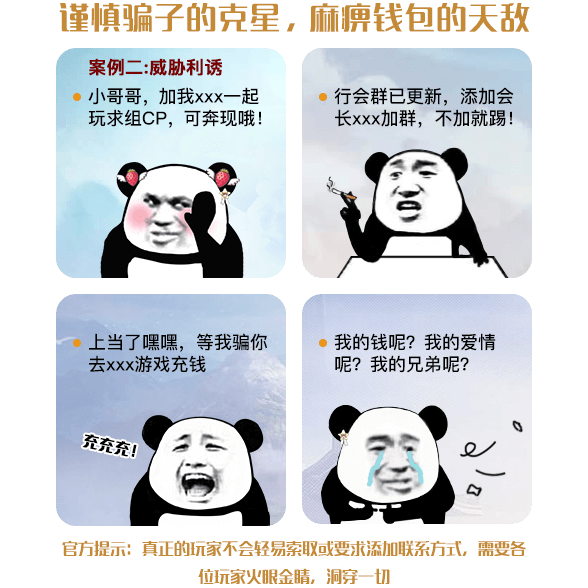 谨慎骗子的克星，麻痹钱包的天敌
案例二:威胁利诱
小哥哥，加我xxx一起
玩求组CP，可奔现哦！
行会群已更新，添加会
长xxx加群，不加就踢！
上当了嘿嘿，等我骗你
去xxx游戏充钱
充充充！
我的钱呢？我的爱情
呢？我的兄弟呢？
官方提示：真正的玩家不会轻易索取或要求添加联系方式，需要各
位玩家火眼金睛，洞穿一切